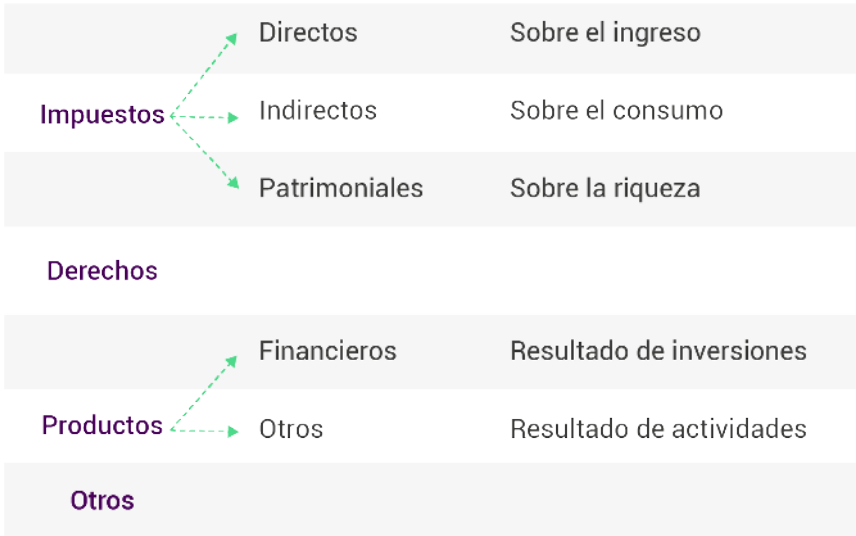 Directos Sobre el ingreso
Impuestos Indirectos Sobre el consumo
Patrimoniales Sobre la riqueza
Derechos
Financieros Resultado de inversiones
Productos Otros Resultado de actividades
Otros